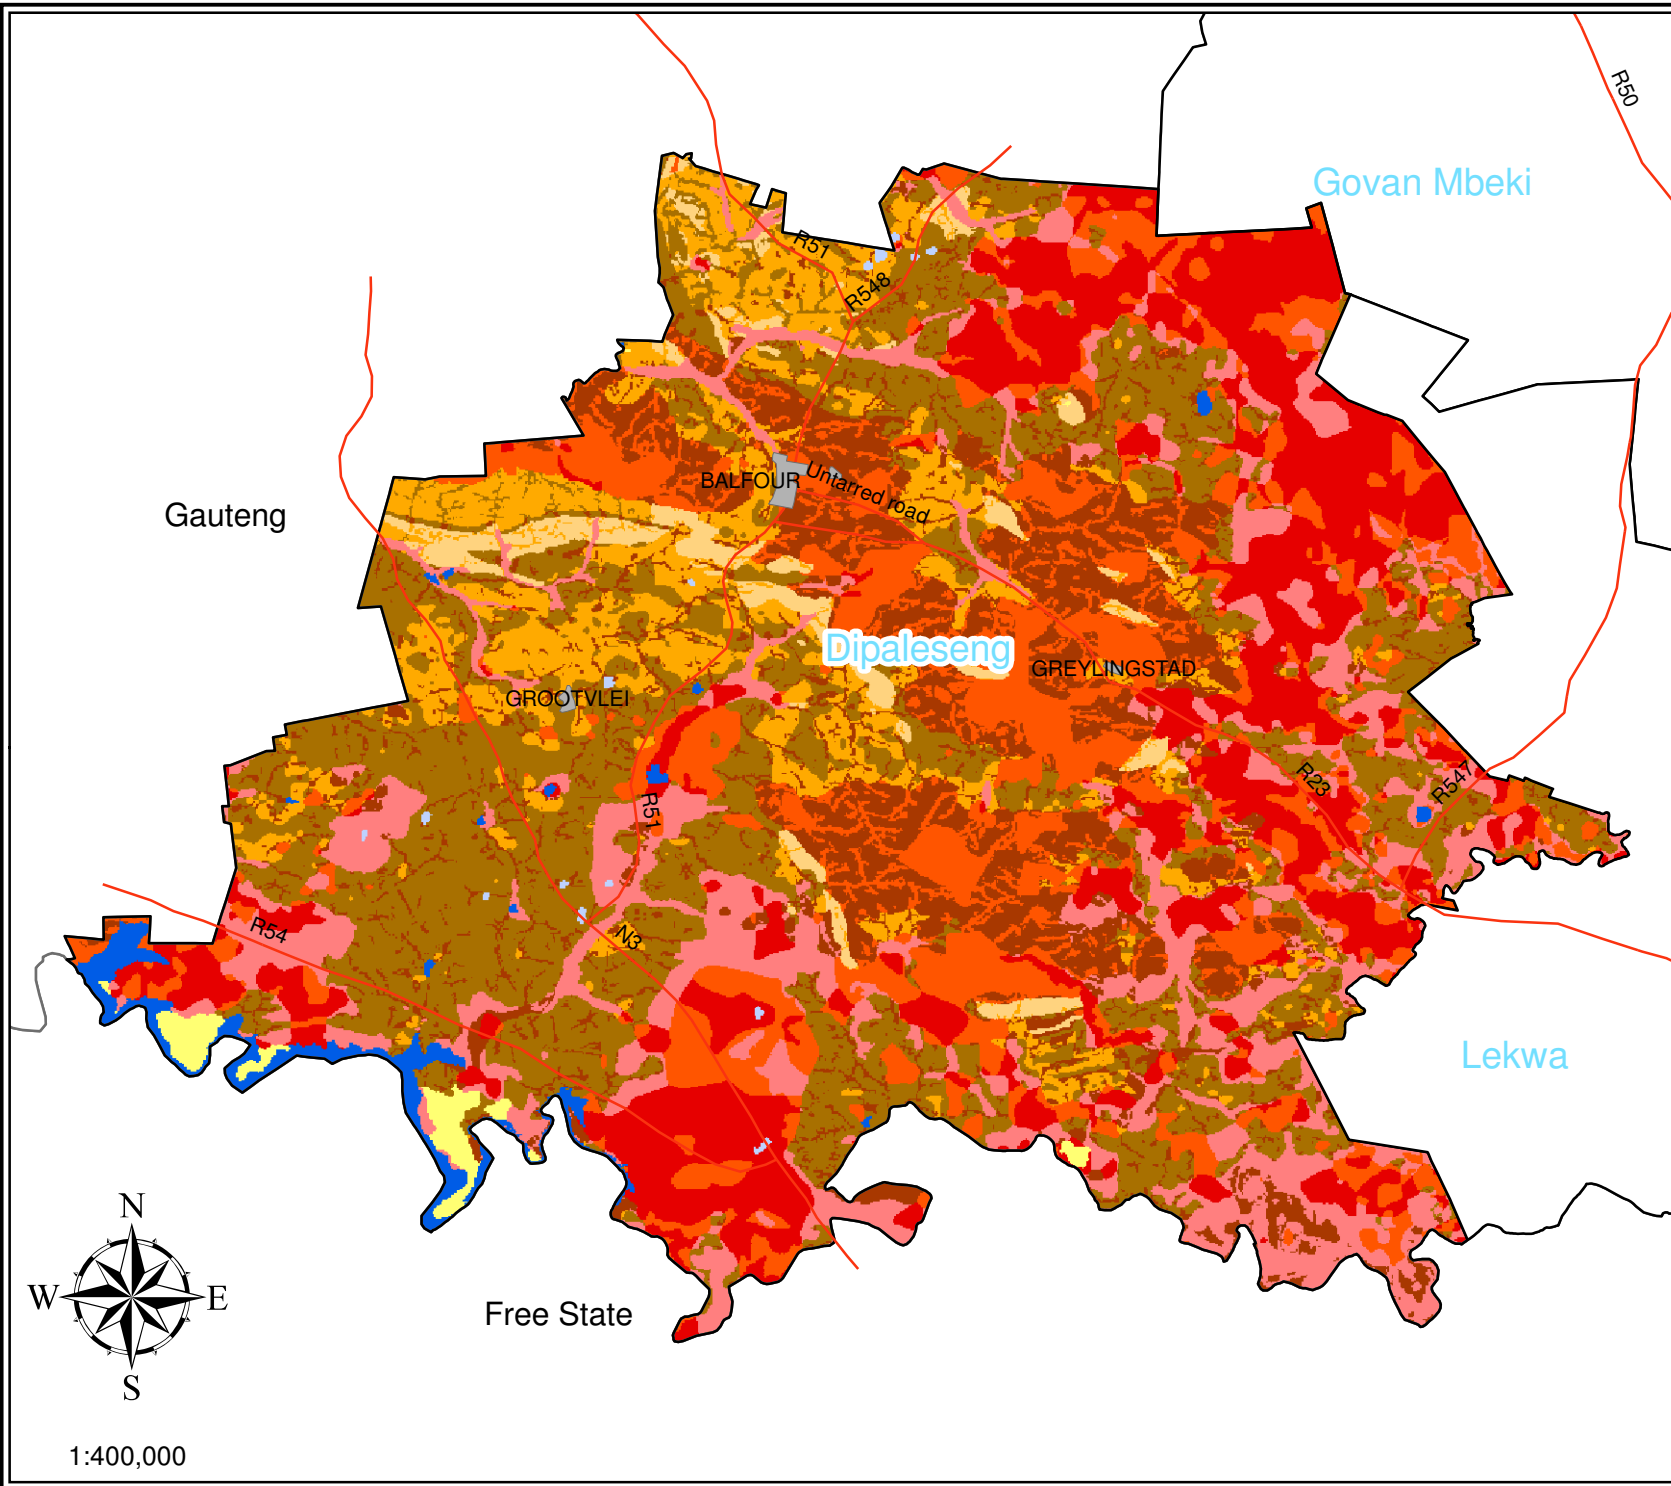 R50
Govan Mbeki
R51
R548
BALFOUR
Untarred road
Gauteng
Dipaleseng
GREYLINGSTAD
GROOTVLEI
R51
R23
R547
R54
N3
Lekwa
N
W
E
S
Free State
1:400,000